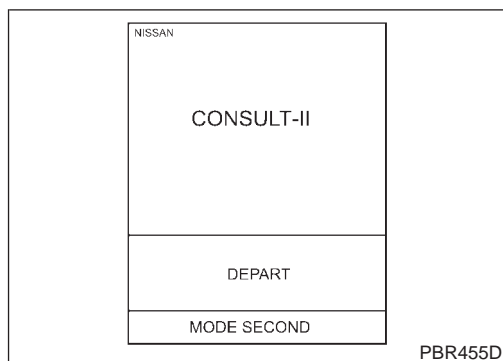 NISSAN
CONSULT-II
DEPART
MODE SECOND
PBR455D